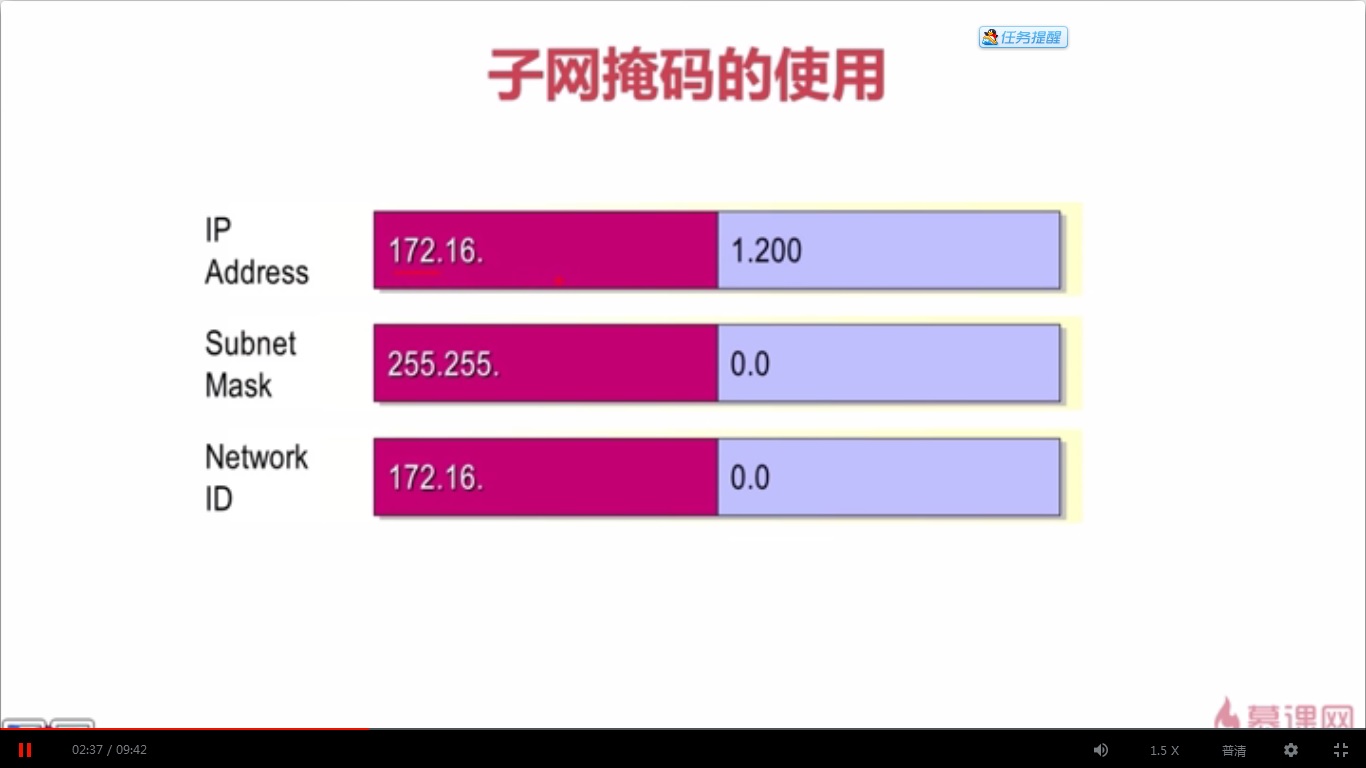 任务提醒
子网掩码的使用
IP
Address
172.16.
1.200
Subnet
Mask
255.255.
0.0
Network
ID
172.16.
0.0
慕课网
02:37 / 09:42
1.5 X
普清